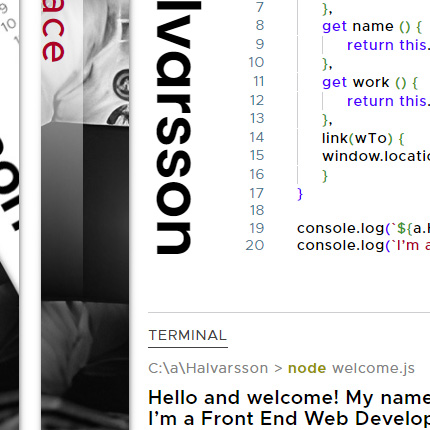 ace
lvarsson
7 },
8 get name () {
9 return this.
10 },
11 get work () {
12 return this.
13 },
14 link(wTo) {
15 window.locatio
16 }
17 }
18
19 console.log(`${a.
20 console.log(`I'm a
TERMINAL
C:\a\Halvarsson > node welcome.js
Hello and welcome! My name
I'm a Front End Web Develop